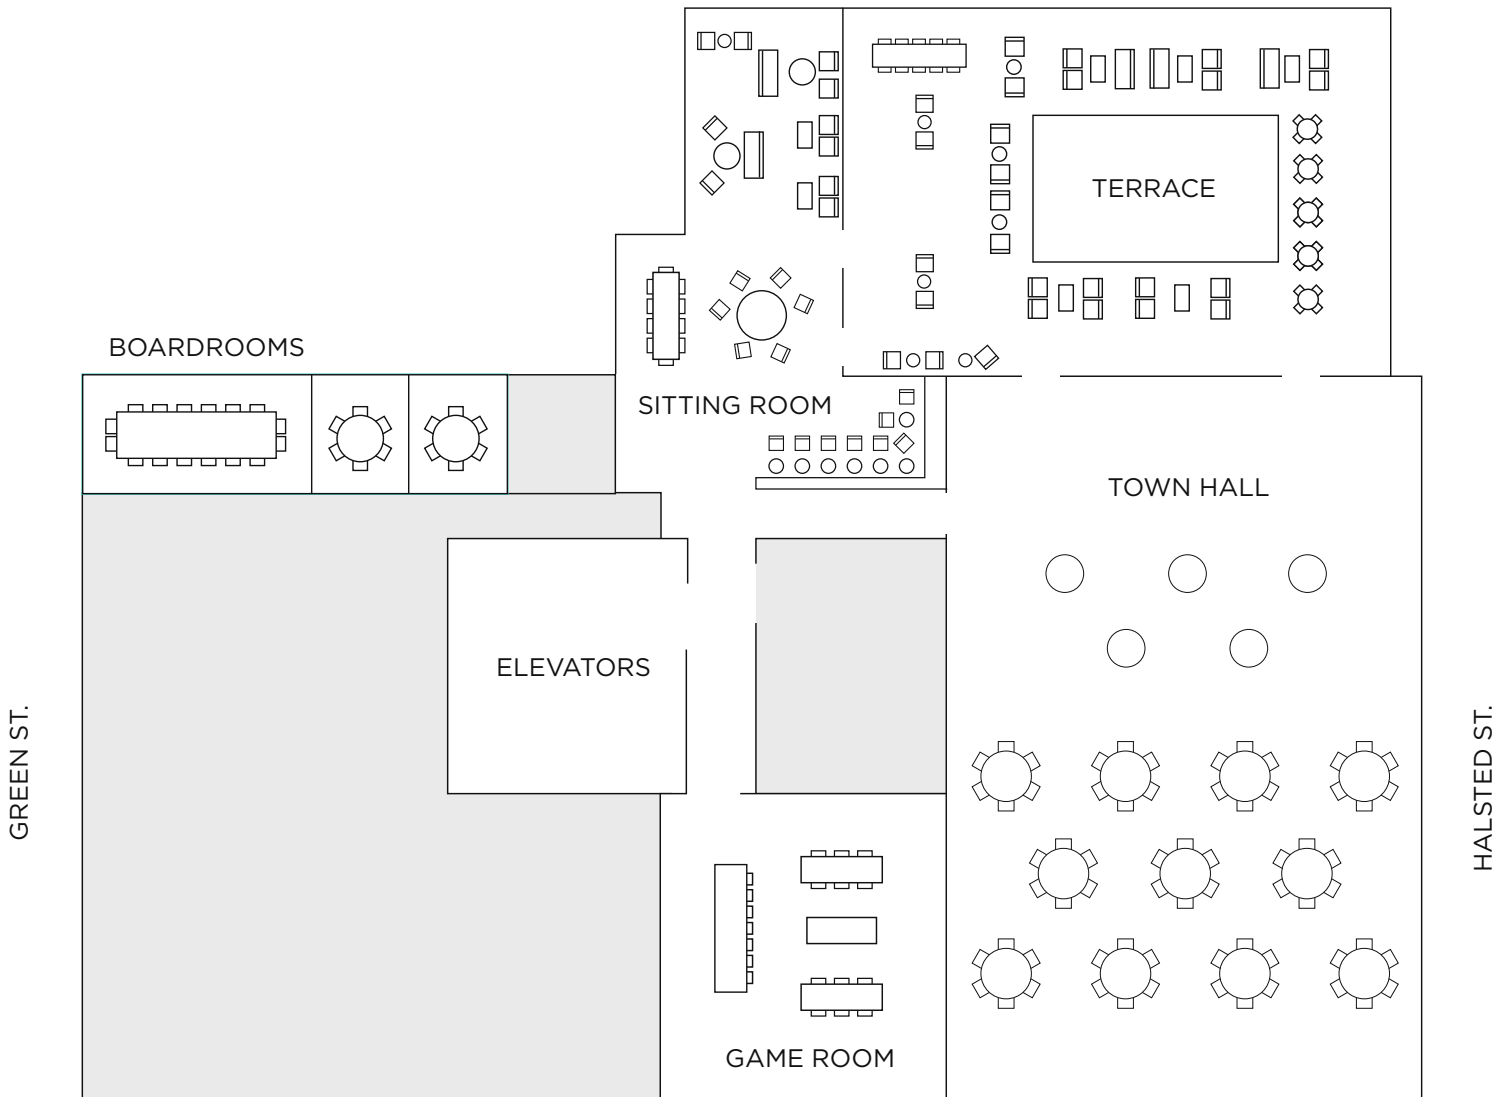 TERRACE
BOARDROOMS
SITTING ROOM
TOWN HALL
ELEVATORS
GREEN ST.
HALSTED ST.
GAME ROOM